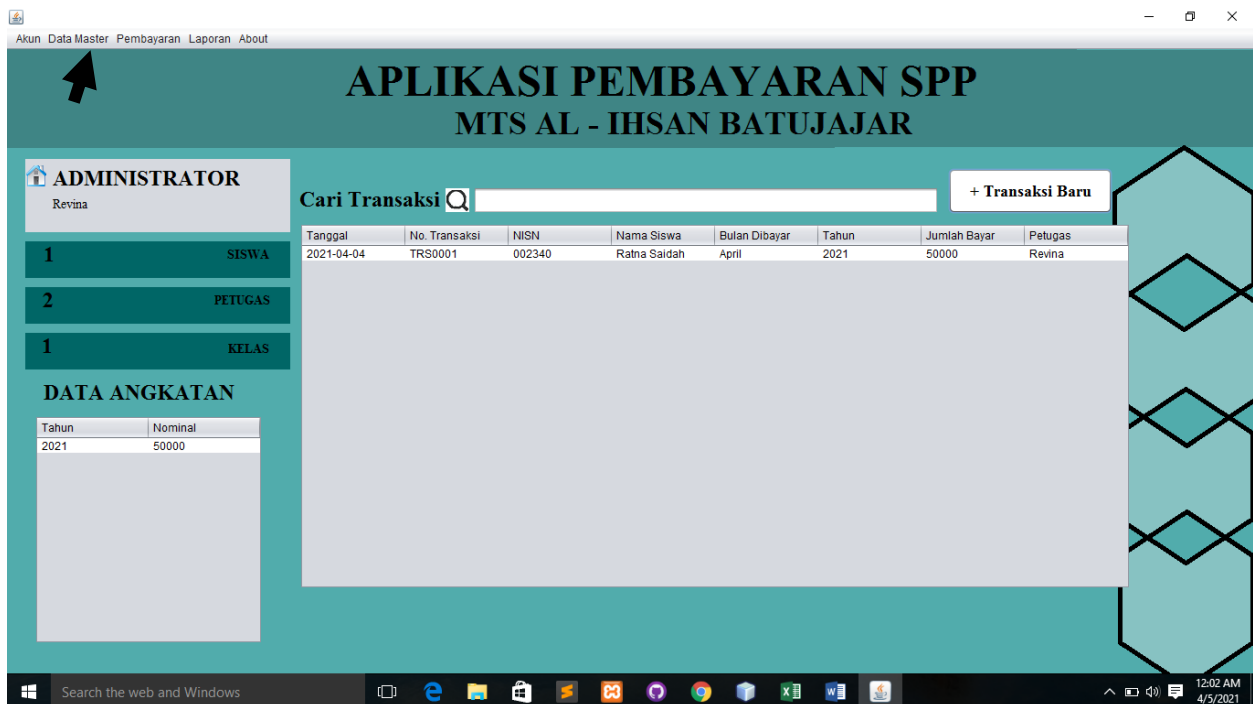 Akun Data Master Pembayaran Laporan About
APLIKASI PEMBAYARAN SPP
MTS AL - IHSAN BATUJAJAR
ADMINISTRATOR
Revina
1 SISWA
2 PETUGAS
1 KELAS
DATA ANGKATAN
Tahun Nominal
2021 50000
Cari Transaksi
+ Transaksi Baru
Tanggal No. Transaksi NISN Nama Siswa Bulan Dibayar Tahun Jumlah Bayar Petugas
2021-04-04 TRS0001 002340 Ratna Saidah April 2021 50000 Revina
Search the web and Windows
12:02 AM
4/5/2021